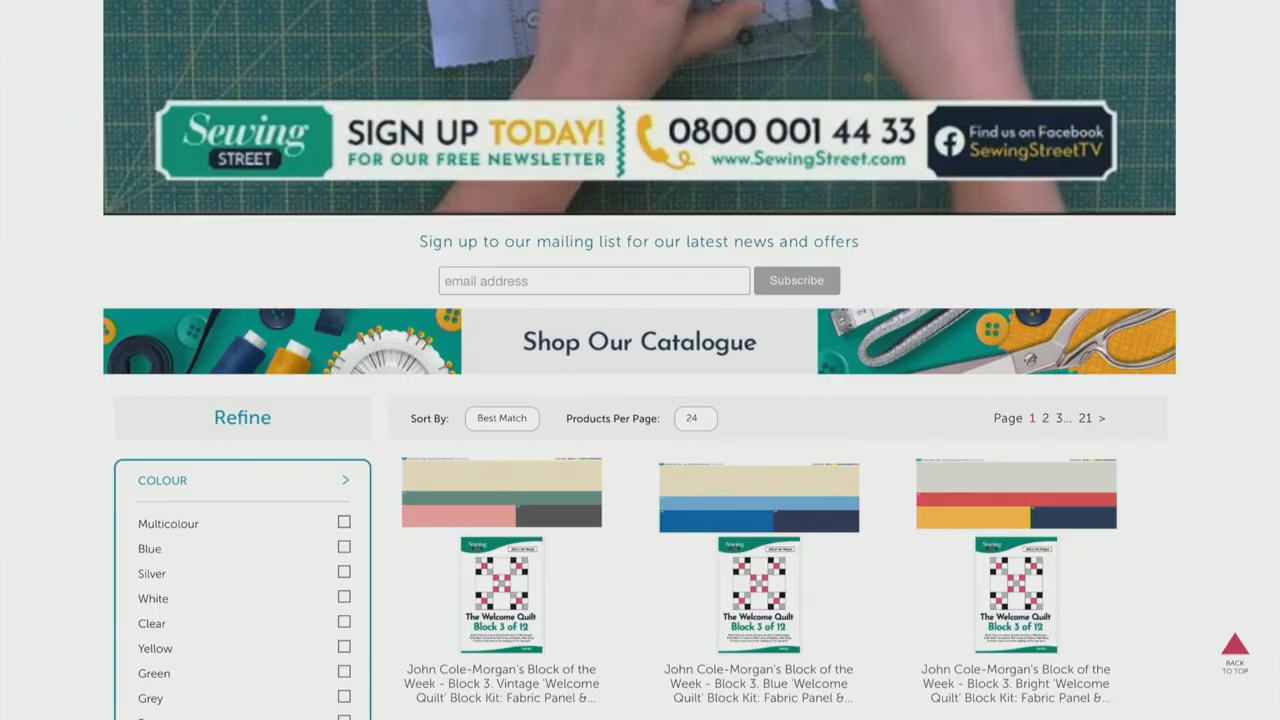 Sewing
STREET
SIGN UP TODAY!
FOR OUR FREE NEWSLETTER
0800 001 44 33
www.SewingStreet.com
Find us on Facebook
SewingStreetTV
Sign up to our mailing list for our latest news and offers
email address
Subscribe
Shop Our Catalogue
Refine
Sort By: Best Match Products Per Page: 24 Page 1 2 3... 21 >
COLOUR >
Multicolour
Blue
Silver
White
Clear
Yellow
Green
Grey
Sewing
The Welcome Quilt
Block 3 of 12
John Cole-Morgan's Block of the
Week - Block 3. Vintage 'Welcome
Quilt' Block Kit: Fabric Panel &...
Sewing
The Welcome Quilt
Block 3 of 12
John Cole-Morgan's Block of the
Week - Block 3. Blue 'Welcome
Quilt' Block Kit: Fabric Panel &...
Sewing
The Welcome Quilt
Block 3 of 12
John Cole-Morgan's Block of the
Week - Block 3. Bright 'Welcome
Quilt' Block Kit: Fabric Panel &...
BACK
TO TOP